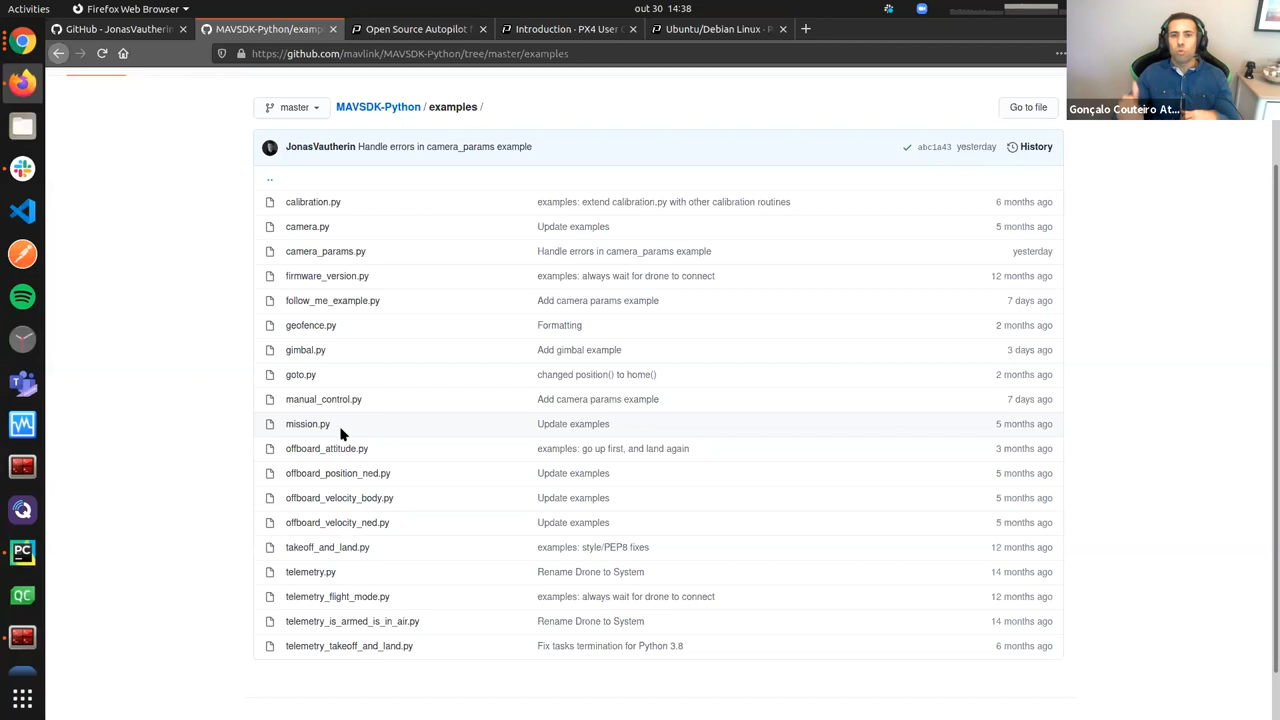 Activities
Firefox Web Browser
out 30 14:38
GitHub - JonasVautherin
MAVSDK-Python/examp
Open Source Autopilot f
Introduction · PX4 User G
Ubuntu/Debian Linux · P
https://github.com/mavlink/MAVSDK-Python/tree/master/examples
master
MAVSDK-Python / examples /
Go to file
JonasVautherin Handle errors in camera_params example
abc1a43 yesterday
History
..
calibration.py examples: extend calibration.py with other calibration routines 6 months ago
camera.py Update examples 5 months ago
camera_params.py Handle errors in camera_params example yesterday
firmware_version.py examples: always wait for drone to connect 12 months ago
follow_me_example.py Add camera params example 7 days ago
geofence.py Formatting 2 months ago
gimbal.py Add gimbal example 3 days ago
goto.py changed position() to home() 2 months ago
manual_control.py Add camera params example 7 days ago
mission.py Update examples 5 months ago
offboard_attitude.py examples: go up first, and land again 3 months ago
offboard_position_ned.py Update examples 5 months ago
offboard_velocity_body.py Update examples 5 months ago
offboard_velocity_ned.py Update examples 5 months ago
takeoff_and_land.py examples: style/PEP8 fixes 12 months ago
telemetry.py Rename Drone to System 14 months ago
telemetry_flight_mode.py examples: always wait for drone to connect 12 months ago
telemetry_is_armed_is_in_air.py Rename Drone to System 14 months ago
telemetry_takeoff_and_land.py Fix tasks termination for Python 3.8 6 months ago
Gonçalo Couteiro At...
PC
QC